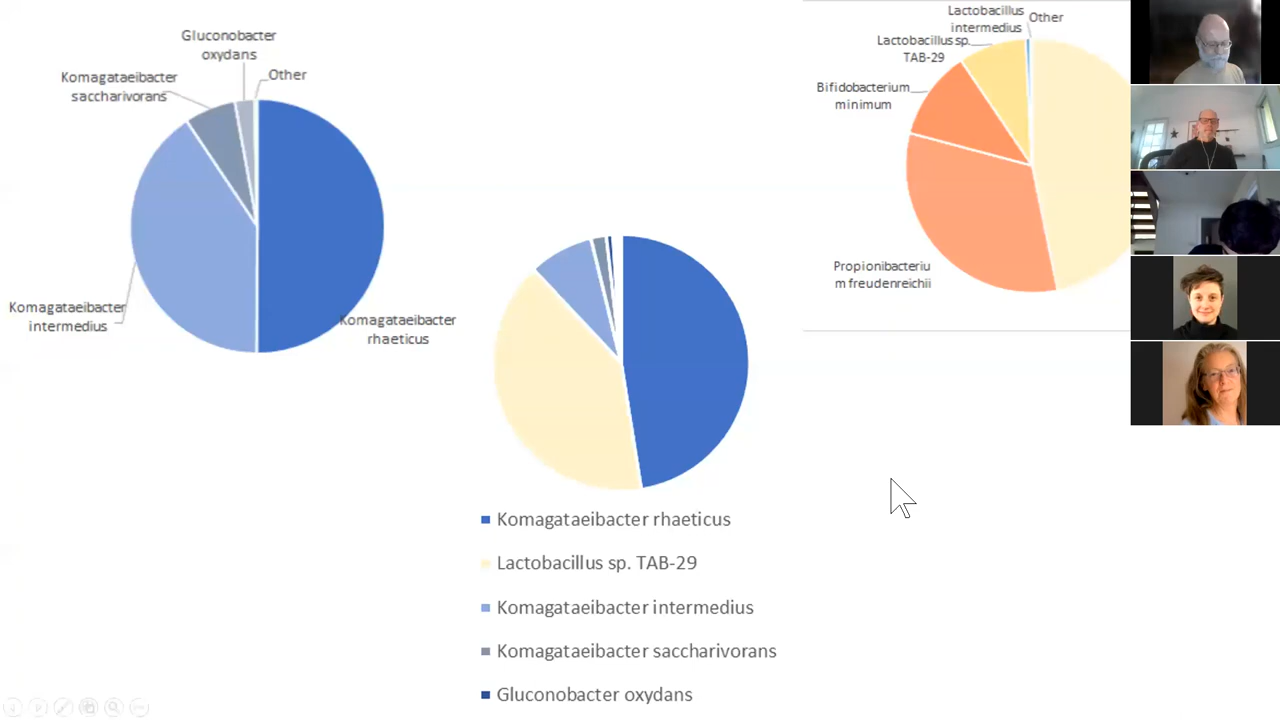 Gluconobacter
oxydans
Other
Komagataeibacter
saccharivorans
Komagataeibacter
intermedius
Komagataeibacter
rhaeticus
Lactobacillus
intermedius
Other
Lactobacillus sp.
TAB-29
Bifidobacterium
minimum
Propionibacteriu
m freudenreichii
Komagataeibacter rhaeticus
Lactobacillus sp. TAB-29
Komagataeibacter intermedius
Komagataeibacter saccharivorans
Gluconobacter oxydans